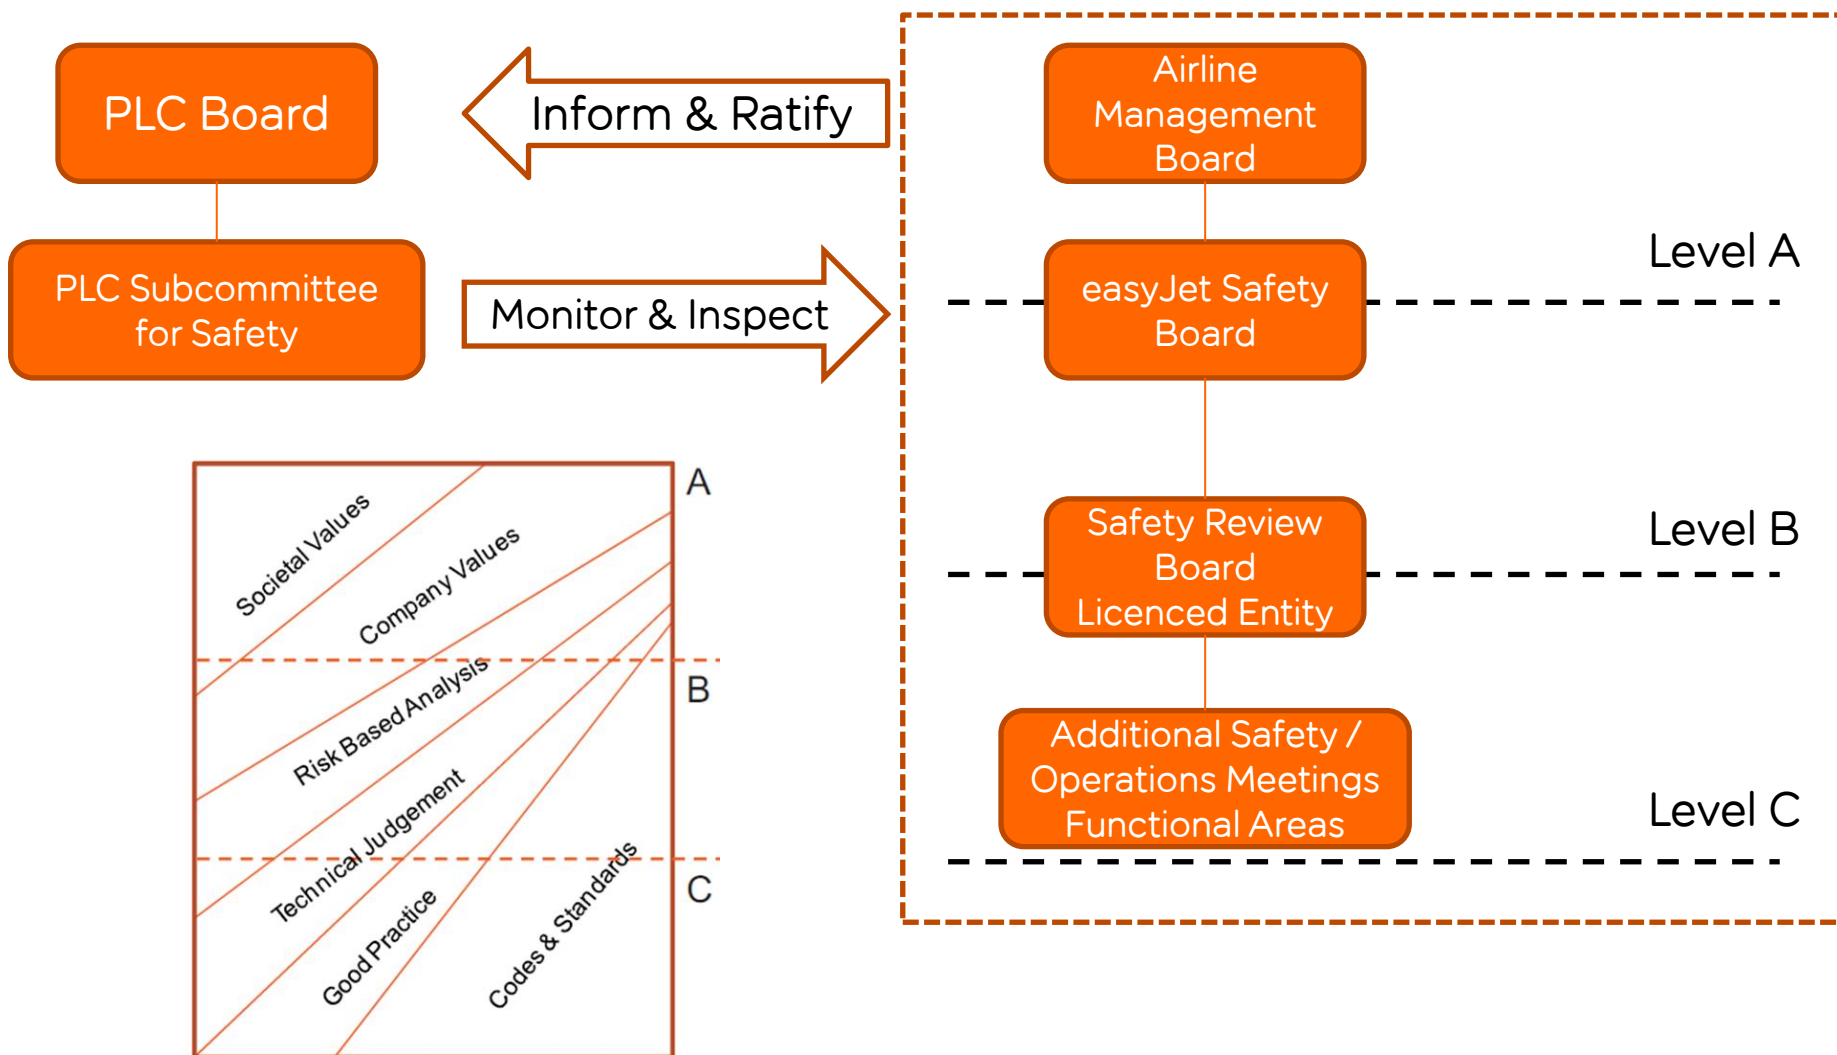 PLC Board
Inform & Ratify
Airline
Management
Board
PLC Subcommittee
for Safety
Monitor & Inspect
easyJet Safety
Board
Level A
Safety Review
Board
Licenced Entity
Level B
Additional Safety /
Operations Meetings
Functional Areas
Level C
A
Societal Values
Company Values
B
Risk Based Analysis
Technical Judgement
C
Good Practice
Codes & Standards